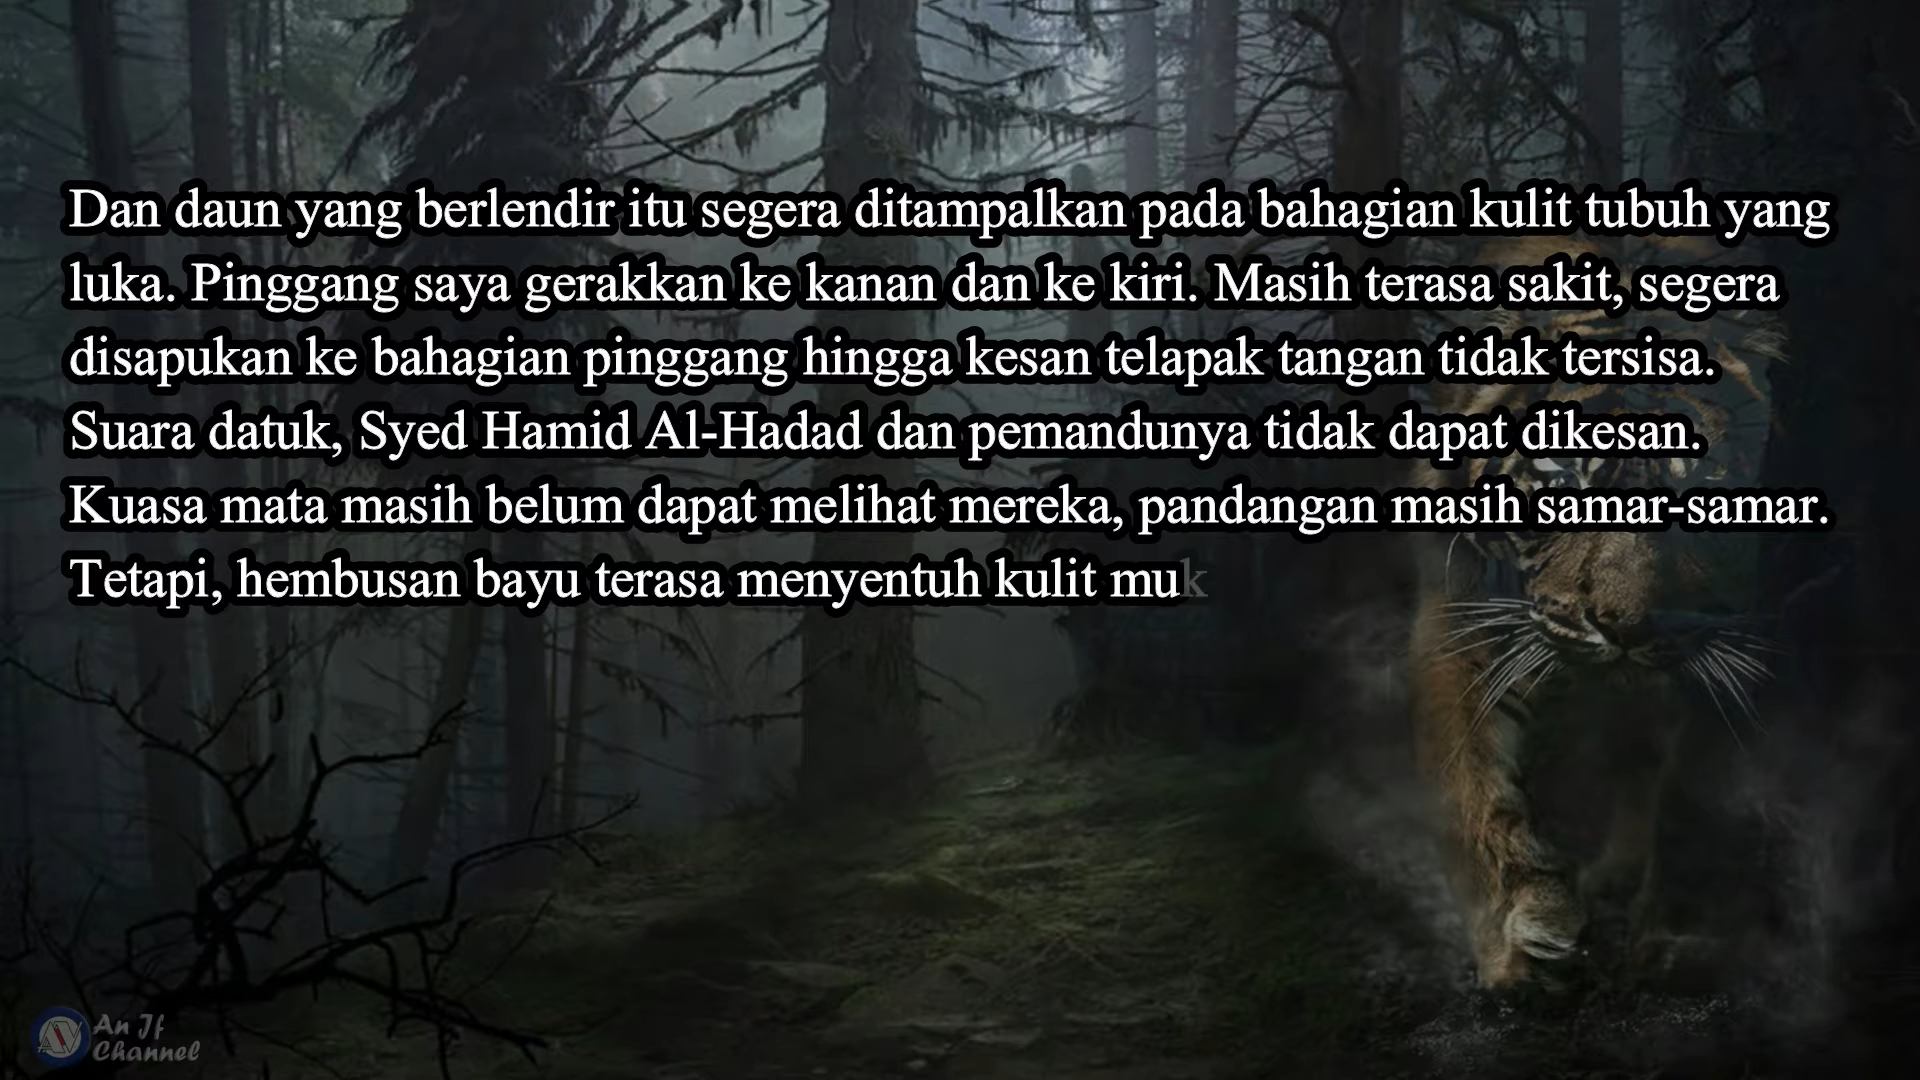 Dan daun yang berlendir itu segera ditampalkan pada bahagian kulit tubuh yang
luka. Pinggang saya gerakkan ke kanan dan ke kiri. Masih terasa sakit, segera
disapukan ke bahagian pinggang hingga kesan telapak tangan tidak tersisa.
Suara datuk, Syed Hamid Al-Hadad dan pemandunya tidak dapat dikesan.
Kuasa mata masih belum dapat melihat mereka, pandangan masih samar-samar.
Tetapi, hembusan bayu terasa menyentuh kulit muk
An If
Channel